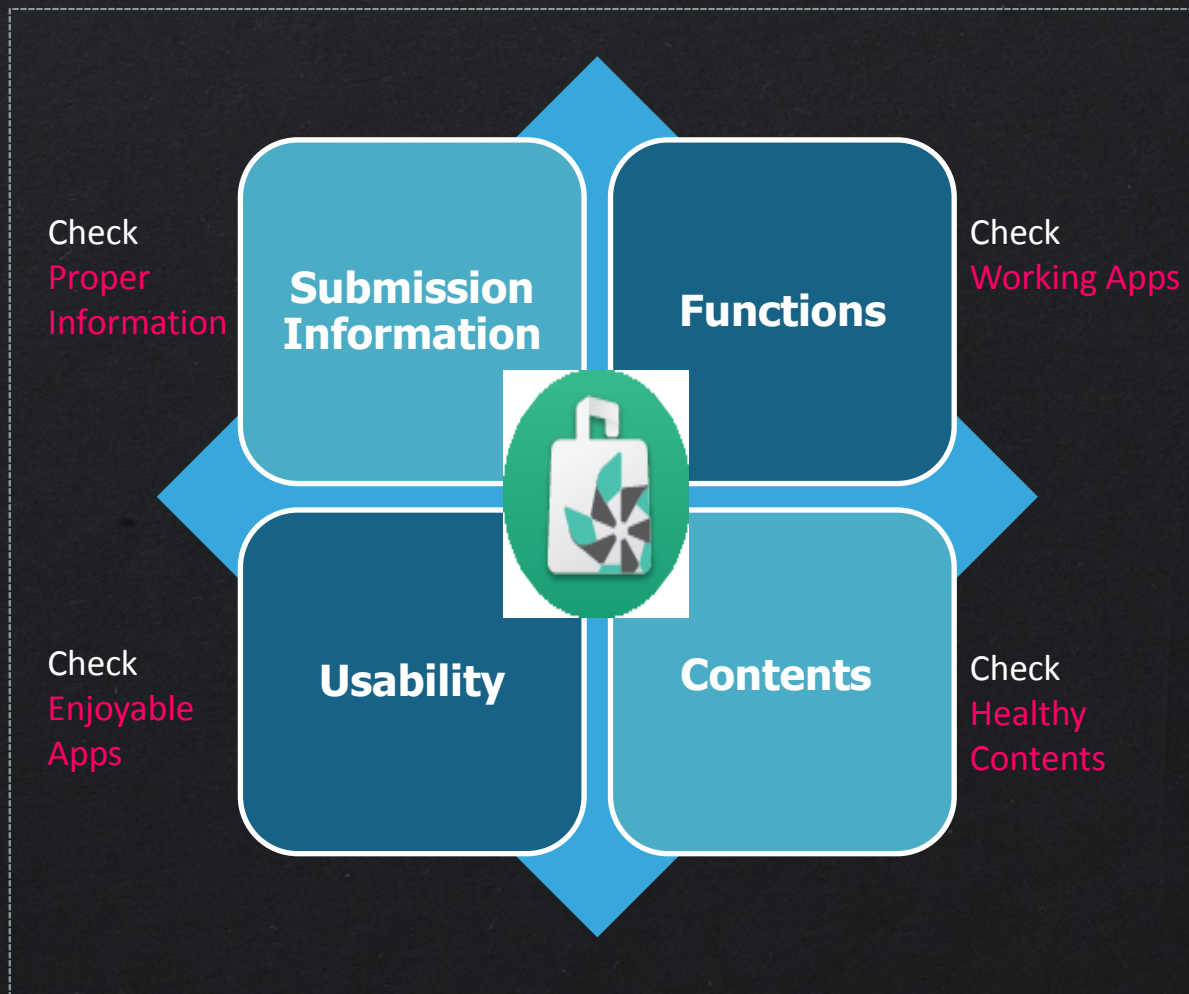 Check
Proper
Information
Submission
Information
Functions
Check
Working Apps
Check
Enjoyable
Apps
Usability
Contents
Check
Healthy
Contents